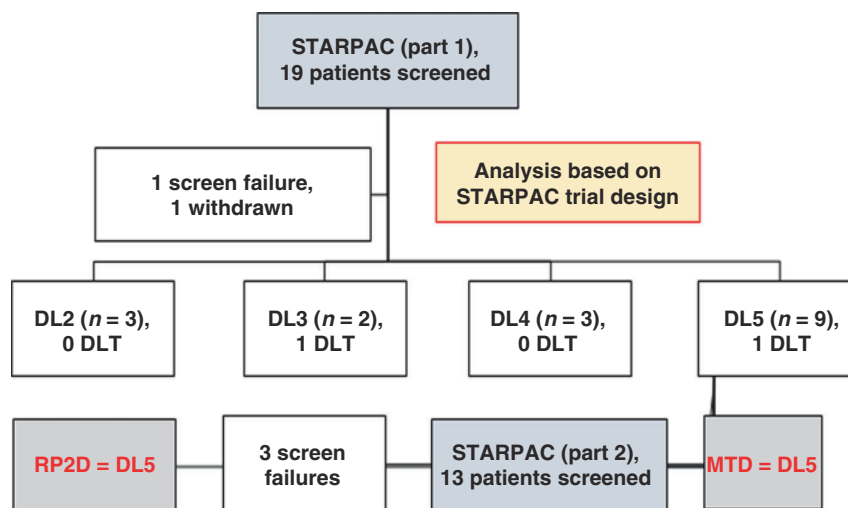 STARPAC (part 1),
19 patients screened
1 screen failure,
1 withdrawn
Analysis based on
STARPAC trial design
DL2 (n = 3),
0 DLT
DL3 (n = 2),
1 DLT
DL4 (n = 3),
0 DLT
DL5 (n = 9),
1 DLT
RP2D = DL5
3 screen
failures
STARPAC (part 2),
13 patients screened
MTD = DL5